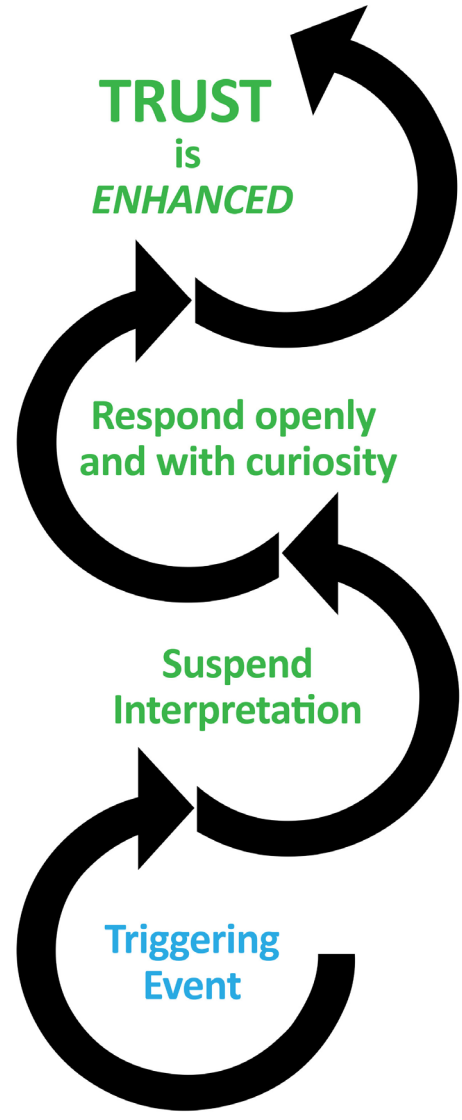 TRUST
is
ENHANCED
Respond openly
and with curiosity
Suspend
Interpretation
Triggering
Event